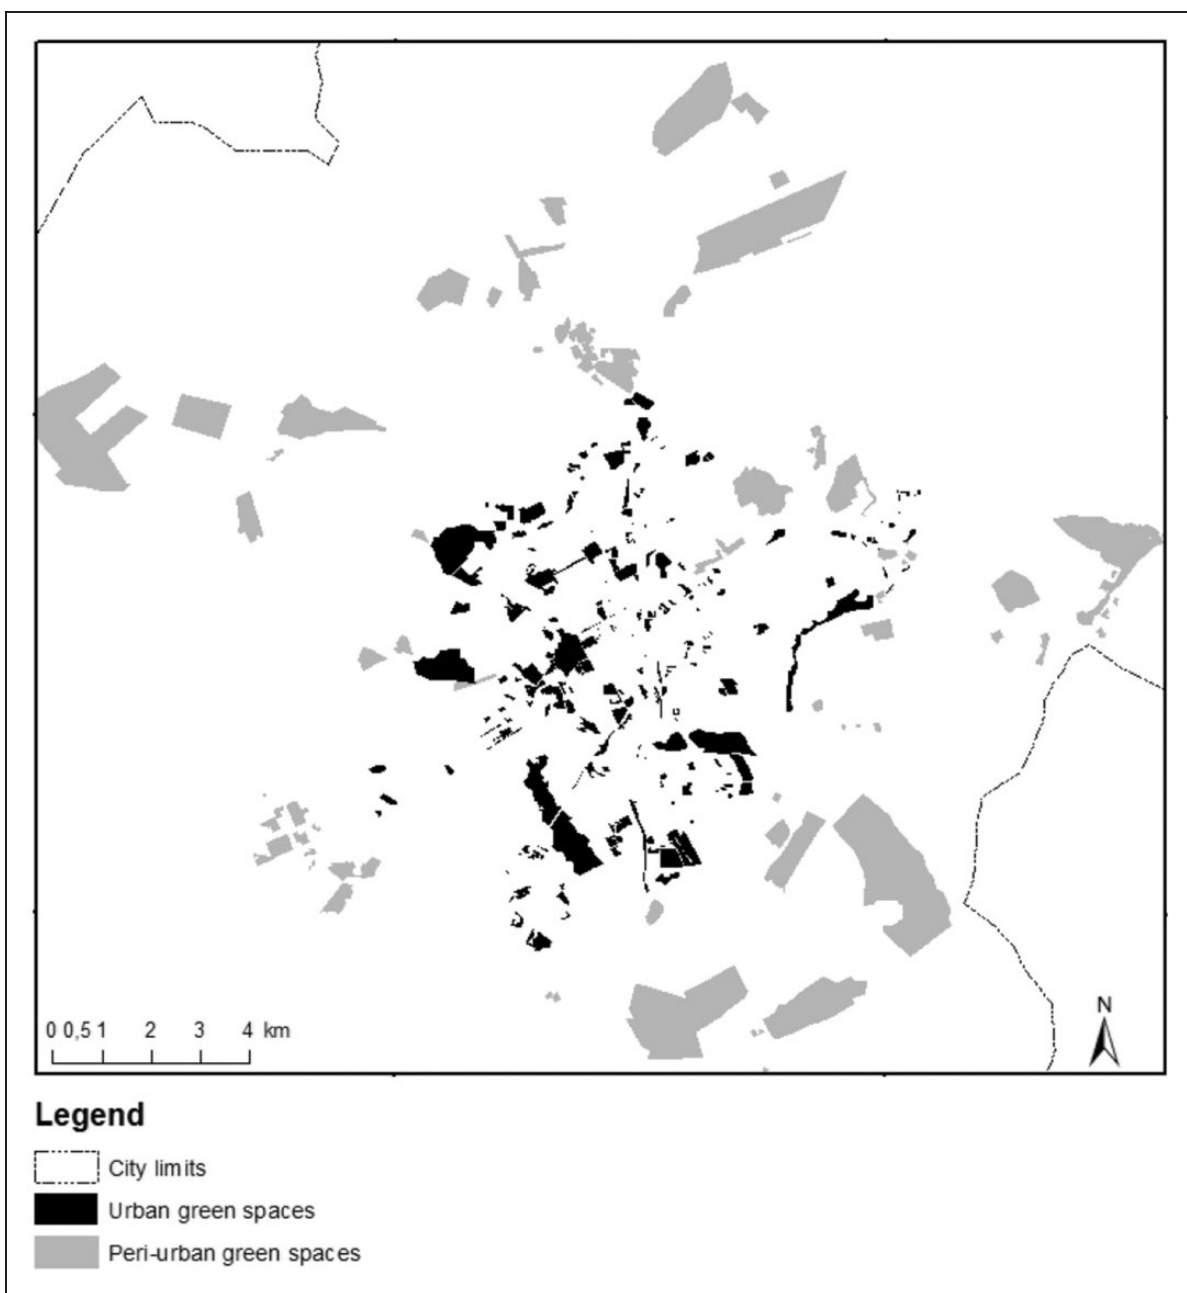 N
0 0,5 1 2 3 4 km
Legend
City limits
Urban green spaces
Peri-urban green spaces